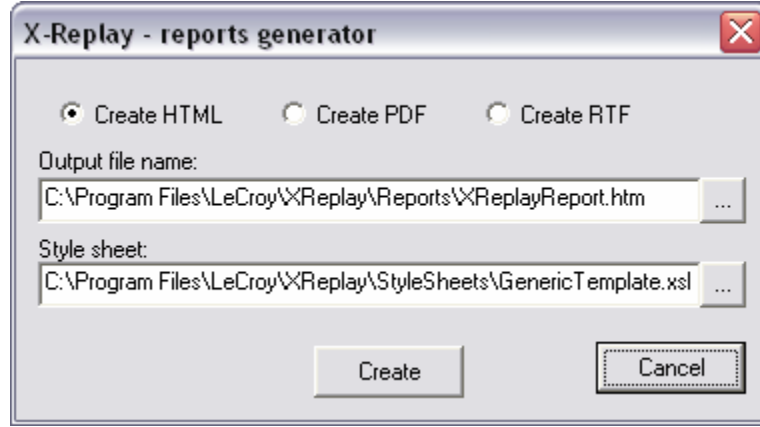 X-Replay - reports generator
Create HTML Create PDF Create RTF
Output file name:
C:\Program Files\LeCroy\XReplay\Reports\XReplayReport.htm ...
Style sheet:
C:\Program Files\LeCroy\XReplay\StyleSheets\GenericTemplate.xsl ...
Create Cancel